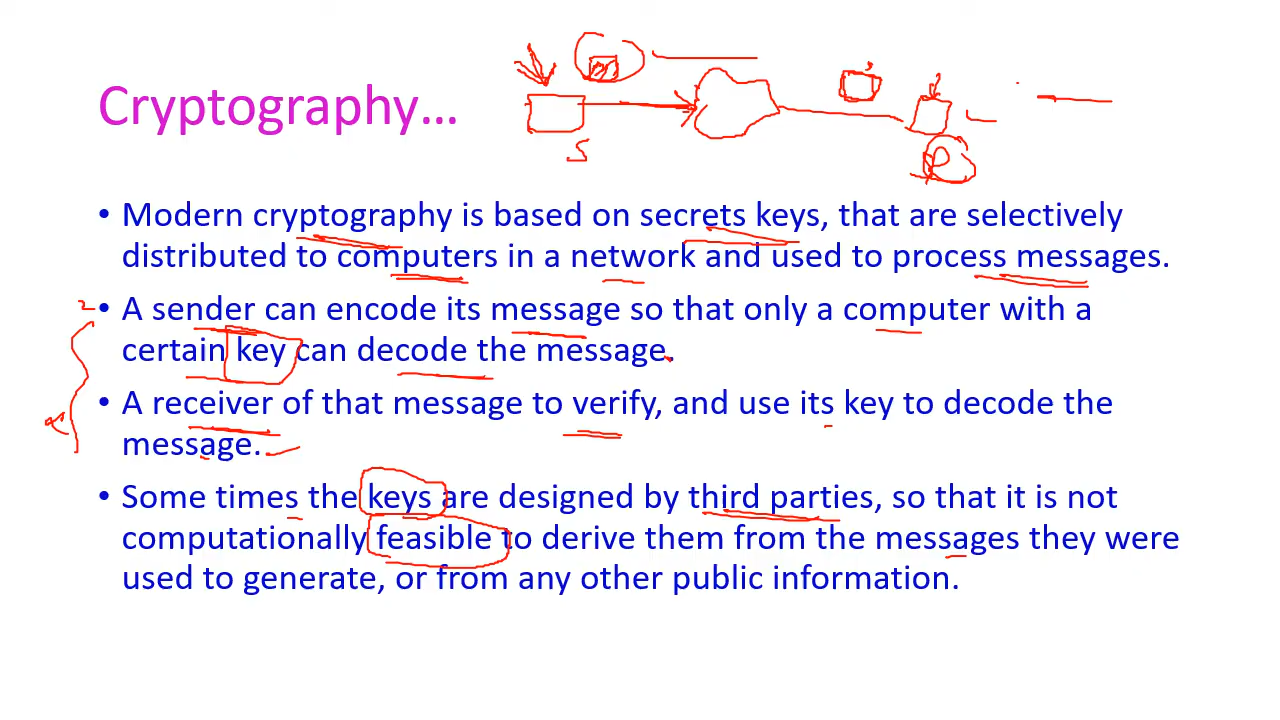 Cryptography...
S
R
• Modern cryptography is based on secrets keys, that are selectively
distributed to computers in a network and used to process messages.
2
• A sender can encode its message so that only a computer with a
certain key can decode the message.
• A receiver of that message to verify, and use its key to decode the
message.
• Some times the keys are designed by third parties, so that it is not
computationally feasible to derive them from the messages they were
used to generate, or from any other public information.